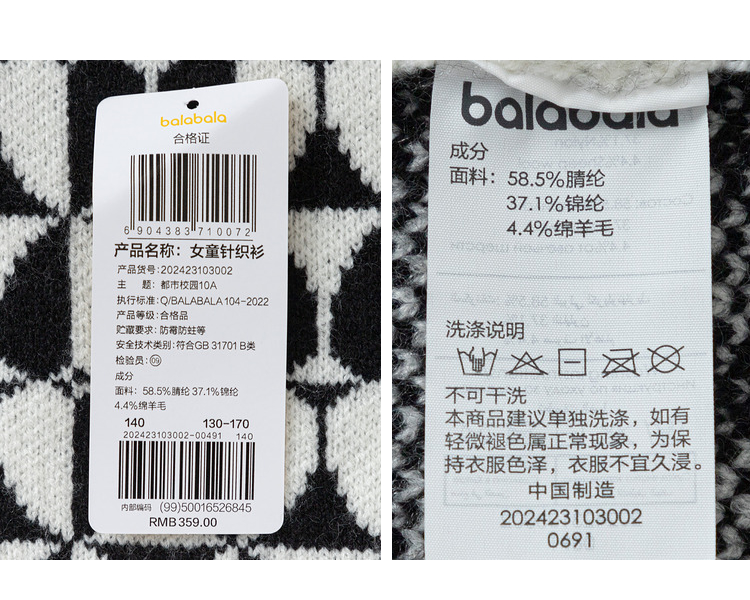 balabala
合格证
6 904383 710072
产品名称：女童针织衫
产品货号：202423103002
主 题：都市校园10A
执行标准：Q/BALABALA 104-2022
产品等级：合格品
贮藏要求：防霉防蛀等
安全技术类别：符合GB 31701 B类
检验员：09
成分
面料：58.5%腈纶 37.1%锦纶
4.4%绵羊毛
140 130-170
202423103002-00491 140
内部编码 (99)50016526845
RMB 359.00
balabala
成分
面料：58.5%腈纶
37.1%锦纶
4.4%绵羊毛
洗涤说明
不可干洗
本商品建议单独洗涤，如有
轻微褪色属正常现象，为保
持衣服色泽，衣服不宜久浸。
中国制造
202423103002
0691